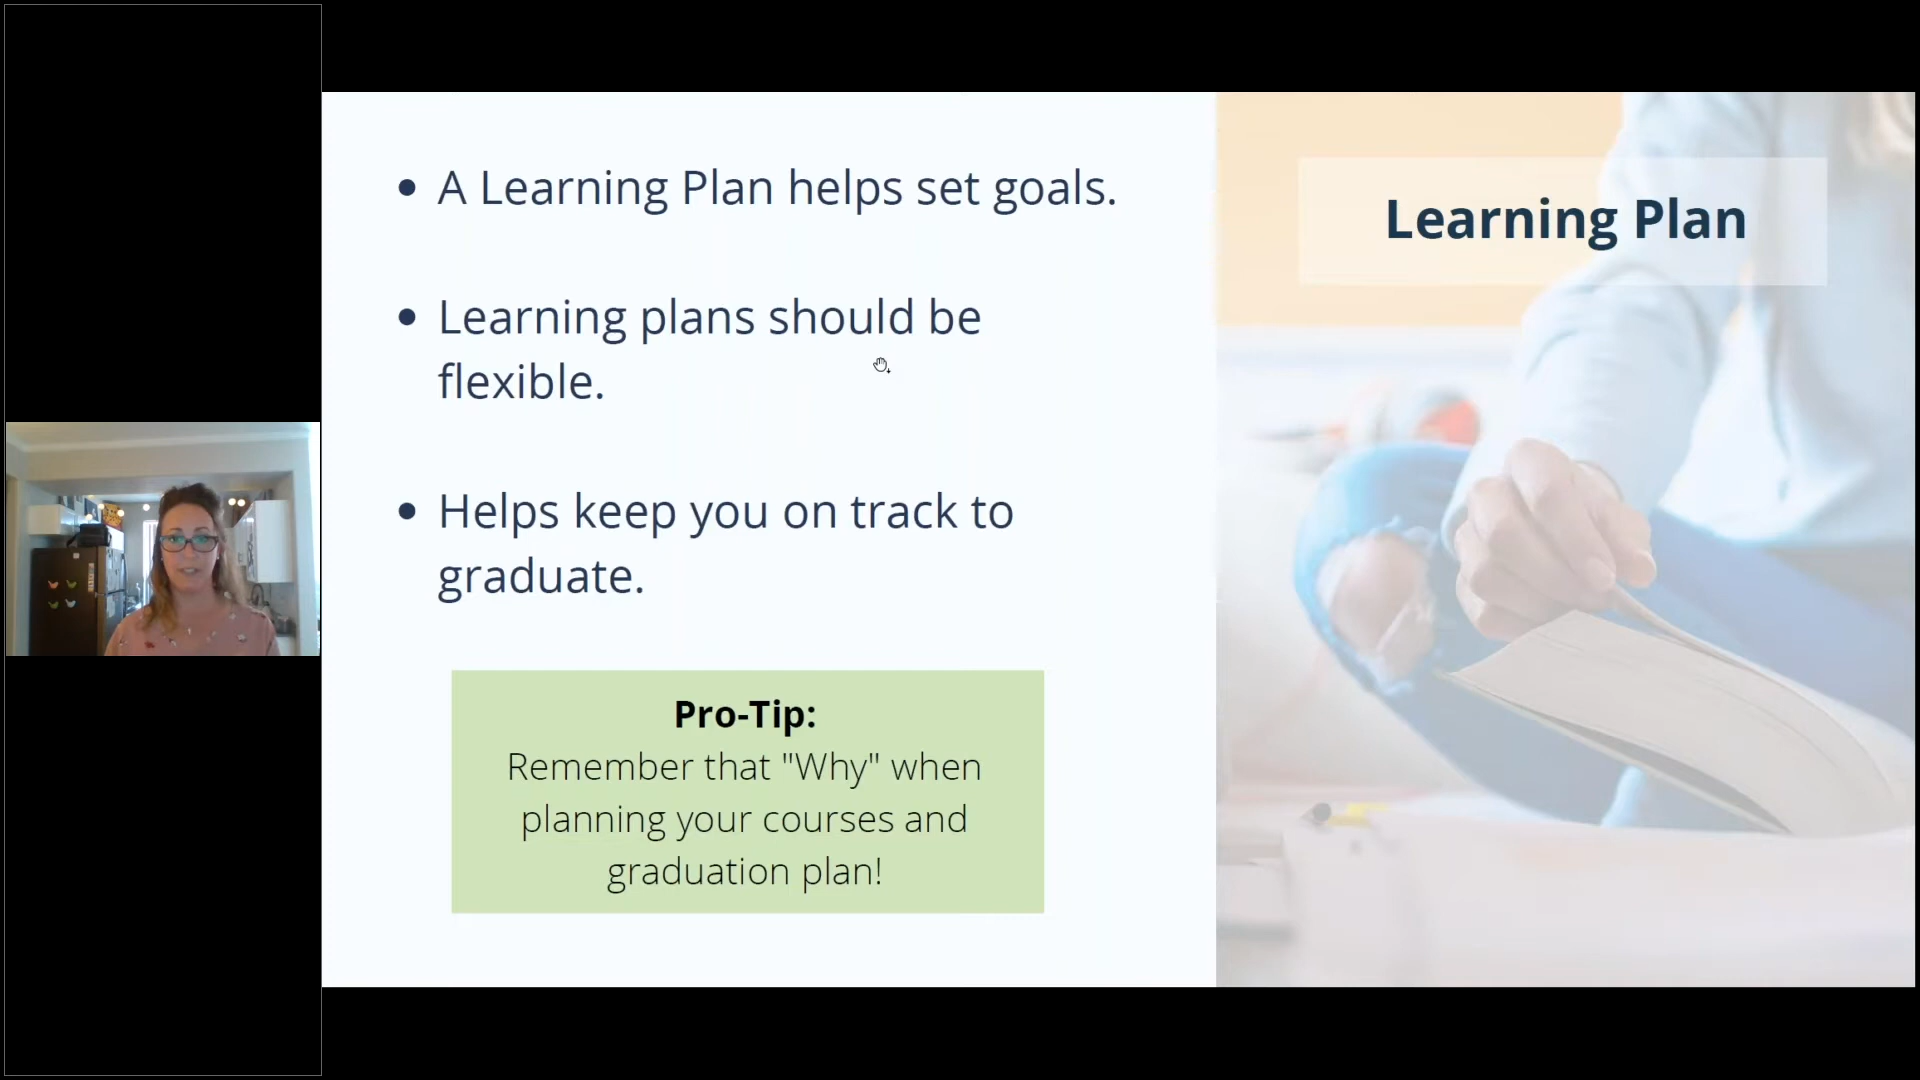 • A Learning Plan helps set goals.
• Learning plans should be
flexible.
• Helps keep you on track to
graduate.
Pro-Tip:
Remember that "Why" when
planning your courses and
graduation plan!
Learning Plan